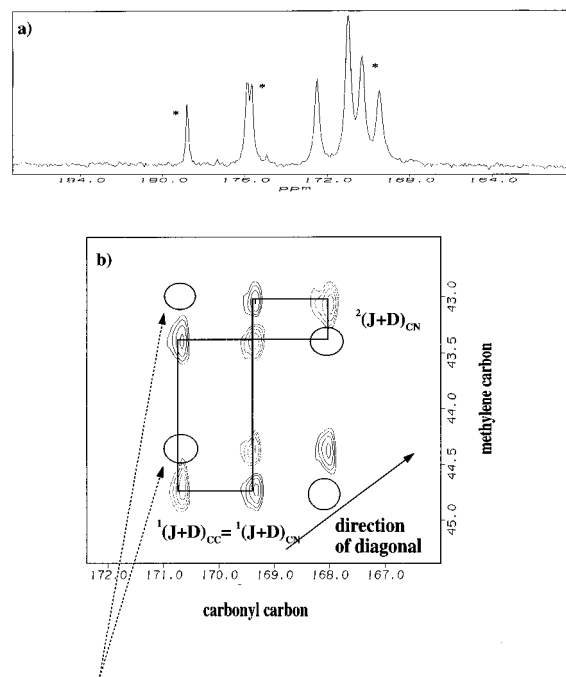 a)
*
*
*
184.0 180.0 176.0 172.0 168.0 164.0
ppm
b)
²(J+D)CN
43.0
43.5
44.0
44.5
45.0
methylene carbon
¹(J+D)CC = ¹(J+D)CN
direction
of diagonal
172.0 171.0 170.0 169.0 168.0 167.0
carbonyl carbon